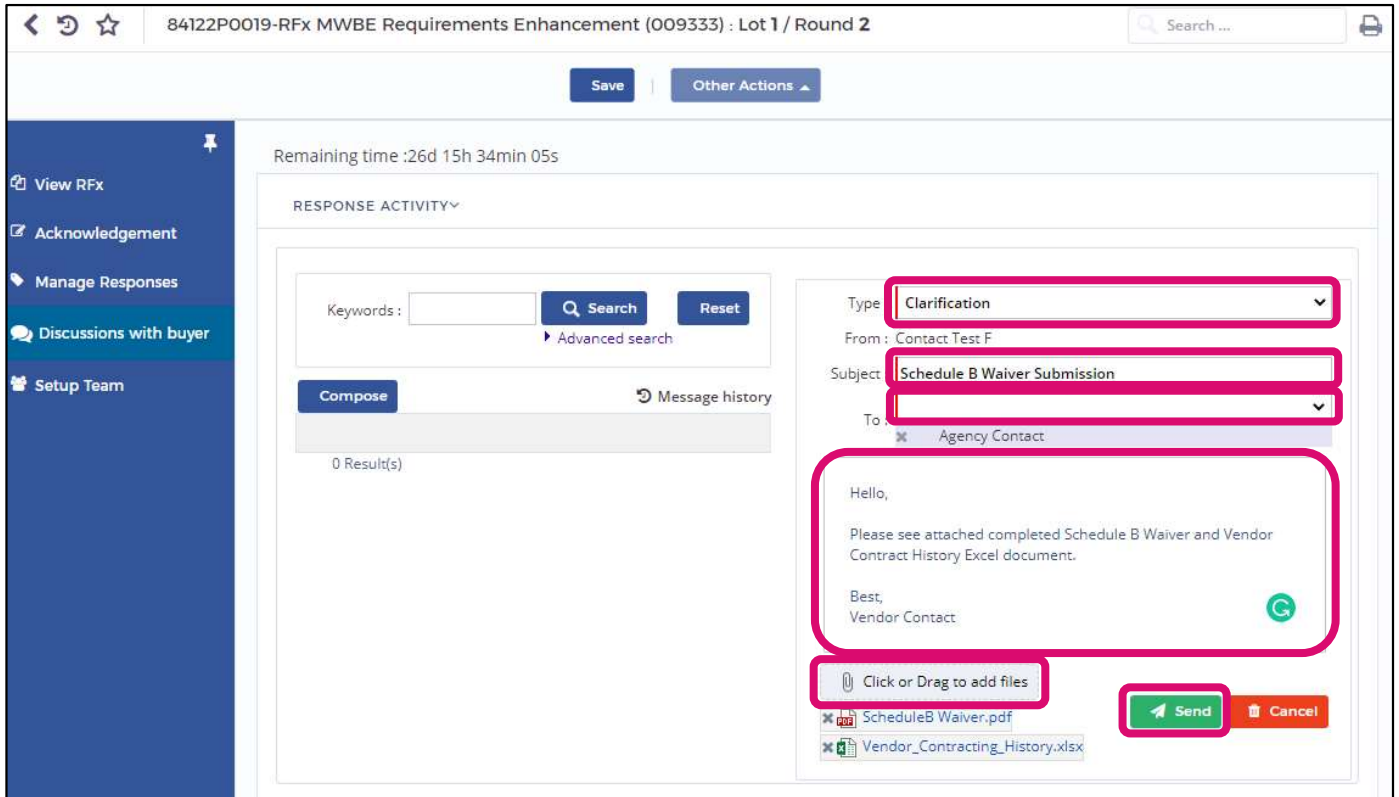 84122P0019-RFx MWBE Requirements Enhancement (009333) : Lot 1 / Round 2
Search ...
Save
Other Actions
Remaining time :26d 15h 34min 05s
View RFx
Acknowledgement
Manage Responses
Discussions with buyer
Setup Team
RESPONSE ACTIVITY
Keywords :
Search
Reset
Advanced search
Compose
Message history
0 Result(s)
Type
Clarification
From : Contact Test F
Subject
Schedule B Waiver Submission
To :
Agency Contact
Hello,
Please see attached completed Schedule B Waiver and Vendor
Contract History Excel document.
Best,
Vendor Contact
Click or Drag to add files
PDF
ScheduleB Waiver.pdf
Vendor_Contracting_History.xlsx
Send
Cancel